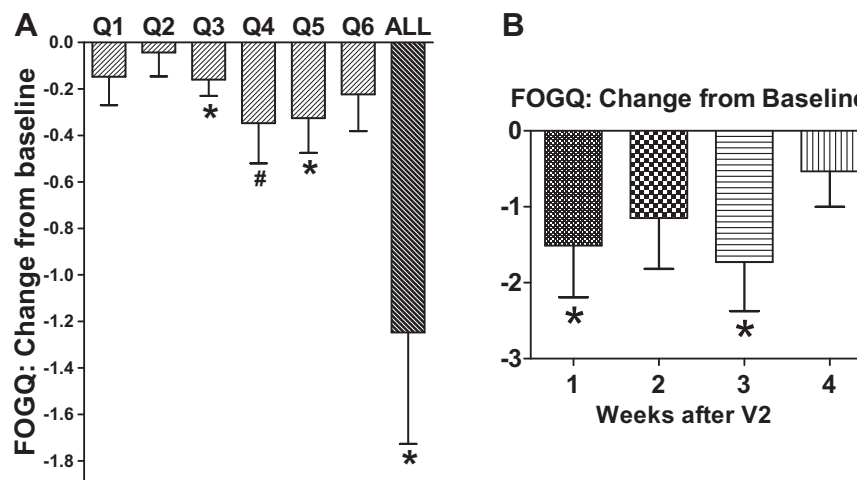 A
Q1 Q2 Q3 Q4 Q5 Q6 ALL
FOGQ: Change from baseline
0.0
-0.2
-0.4
-0.6
-0.8
-1.0
-1.2
-1.4
-1.6
-1.8
*
#
*
*
B
FOGQ: Change from Baseline
0
-1
-2
-3
*
*
1 2 3 4
Weeks after V2